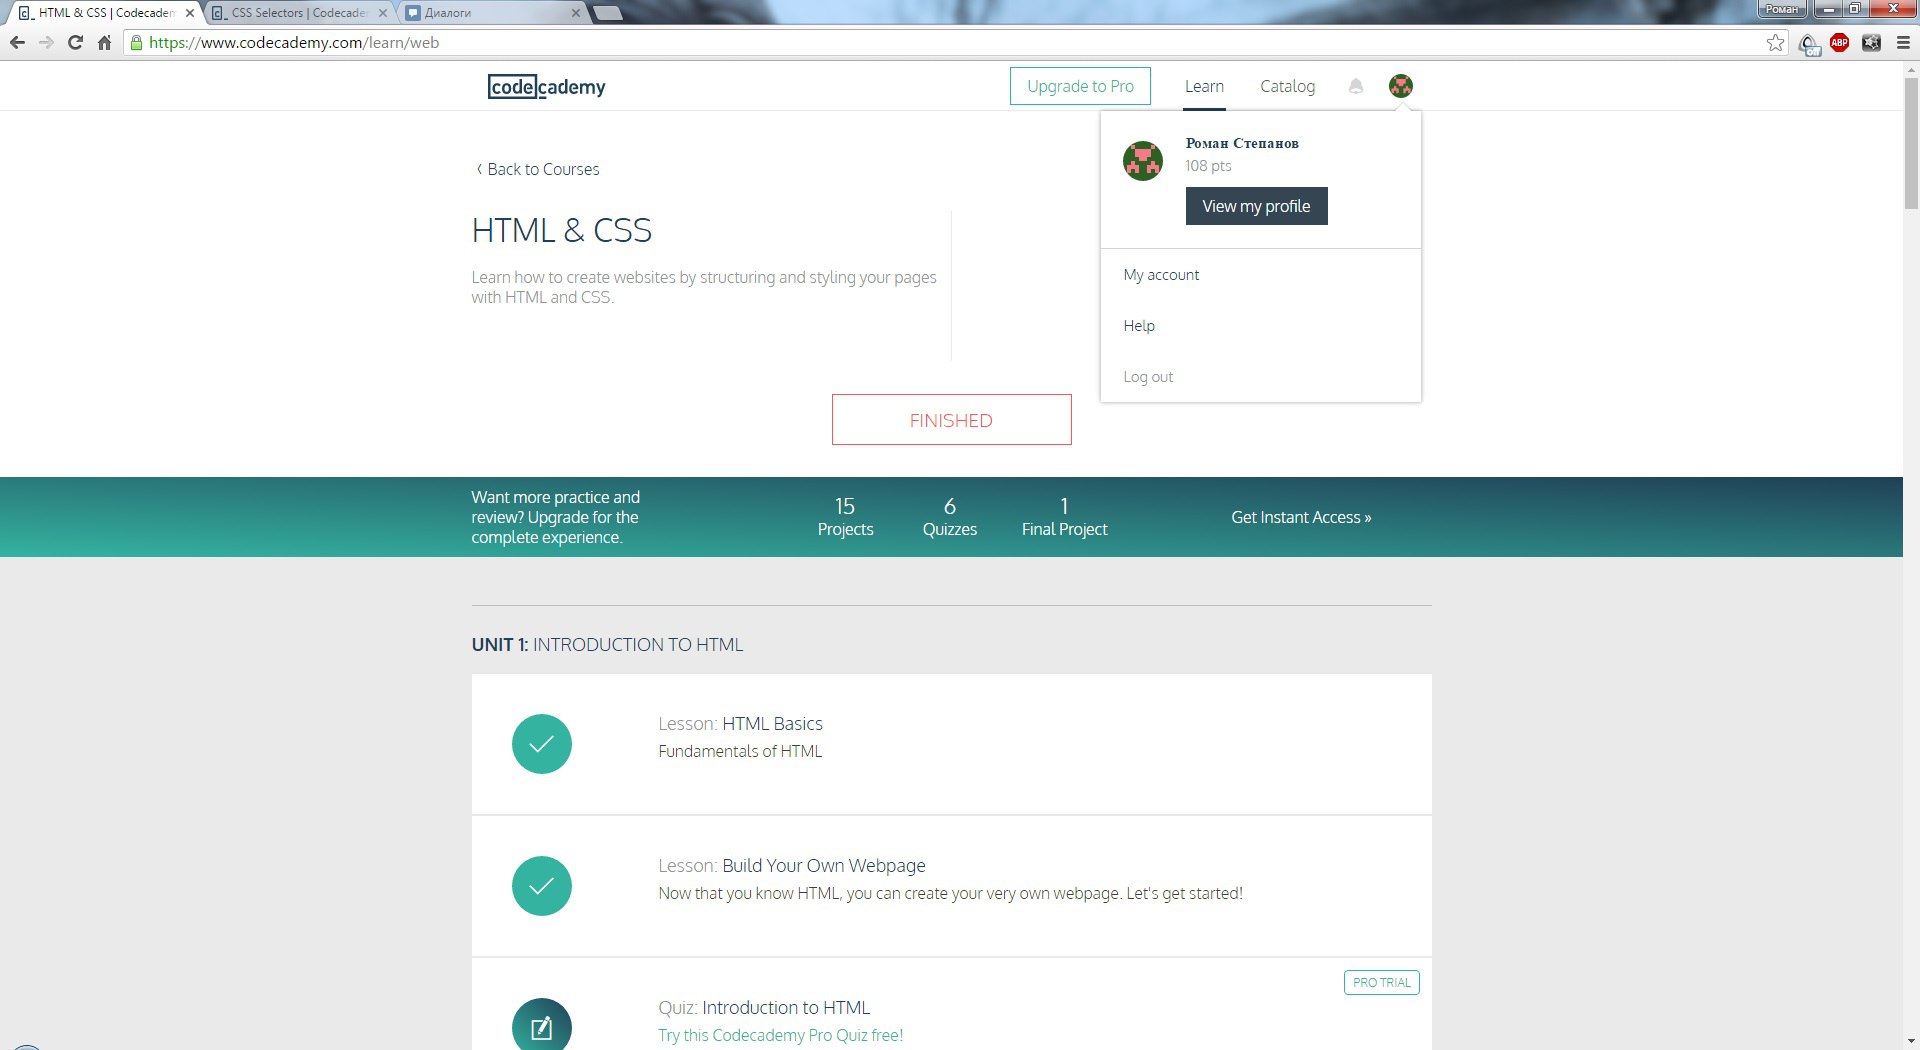 HTML & CSS | Codecadem
CSS Selectors | Codecader
Диалоги
Роман
https://www.codecademy.com/learn/web
off
ABP
codecademy
Upgrade to Pro
Learn
Catalog
Роман Степанов
108 pts
View my profile
My account
Help
Log out
‹ Back to Courses
HTML & CSS
Learn how to create websites by structuring and styling your pages
with HTML and CSS.
FINISHED
Want more practice and
review? Upgrade for the
complete experience.
15
Projects
6
Quizzes
1
Final Project
Get Instant Access »
UNIT 1: INTRODUCTION TO HTML
Lesson: HTML Basics
Fundamentals of HTML
Lesson: Build Your Own Webpage
Now that you know HTML, you can create your very own webpage. Let's get started!
PRO TRIAL
Quiz: Introduction to HTML
Try this Codecademy Pro Quiz free!